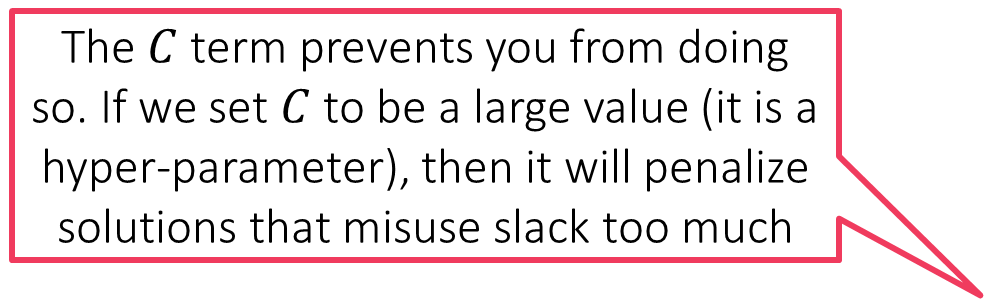 The C term prevents you from doing
so. If we set C to be a large value (it is a
hyper-parameter), then it will penalize
solutions that misuse slack too much